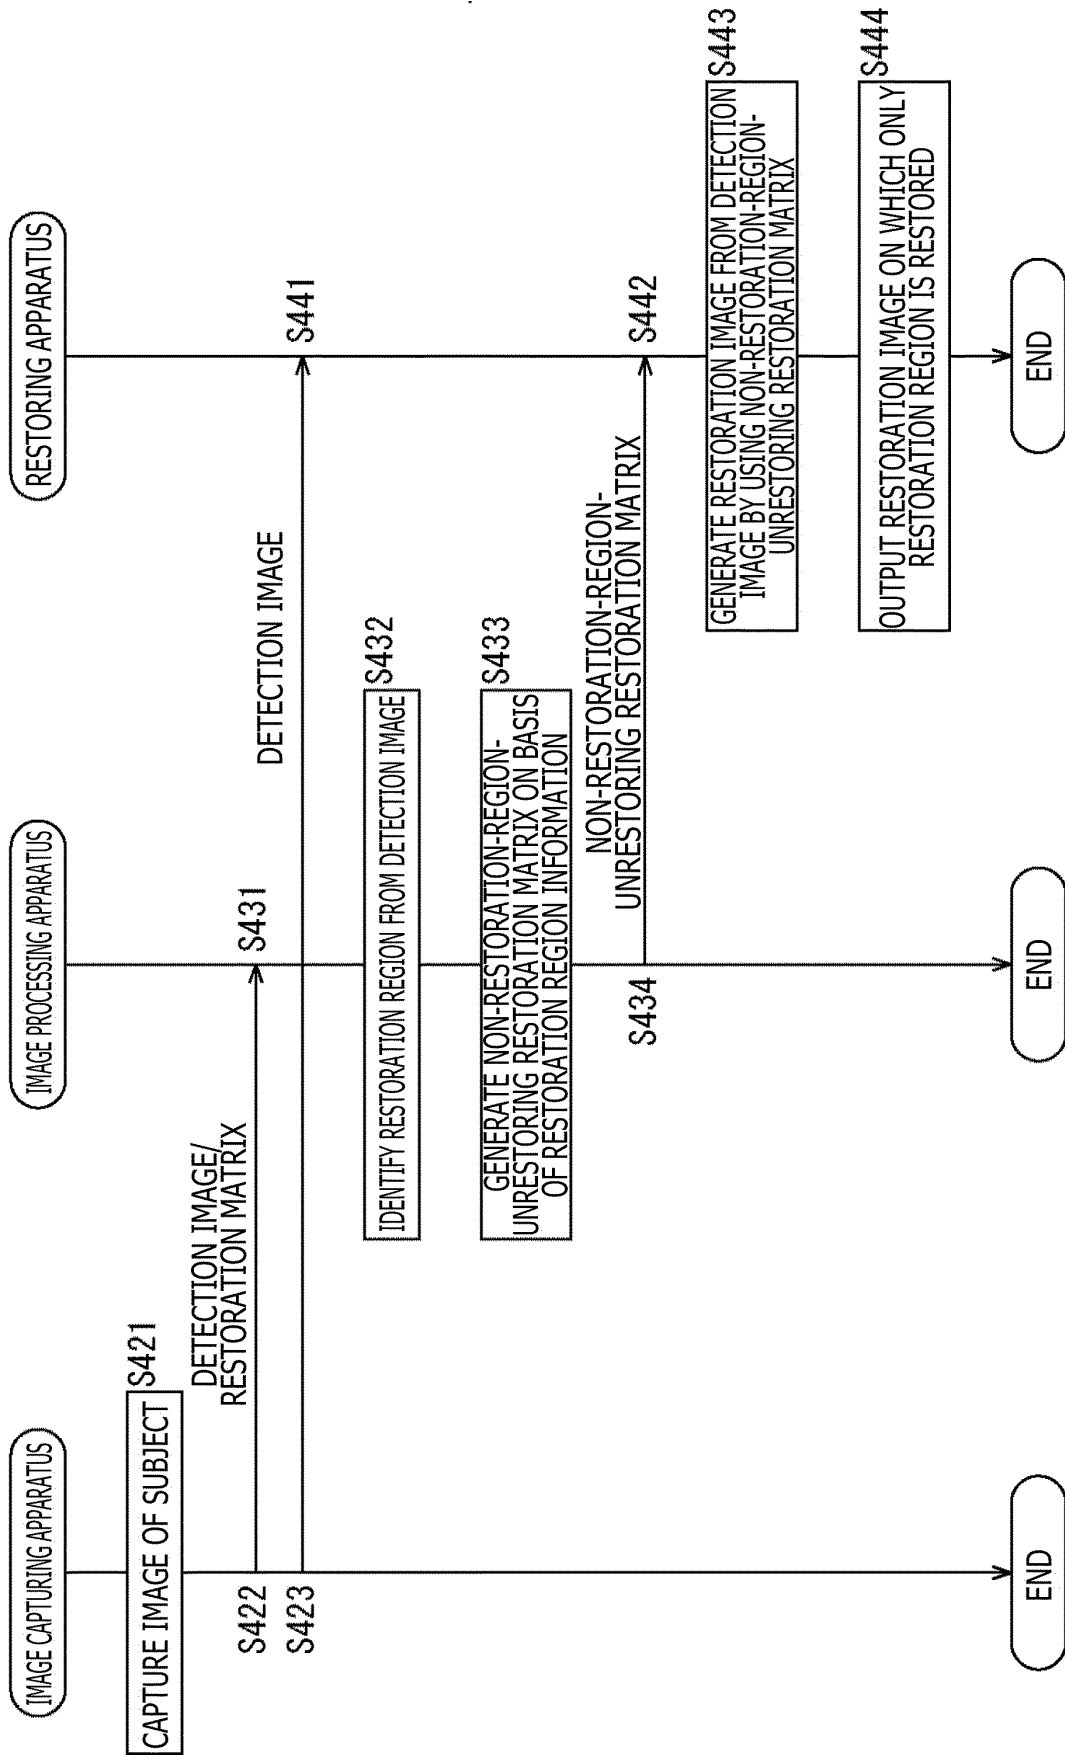 IMAGE CAPTURING APPARATUS
IMAGE PROCESSING APPARATUS
RESTORING APPARATUS
S421
CAPTURE IMAGE OF SUBJECT
DETECTION IMAGE/
RESTORATION MATRIX
S422
S431
S423
DETECTION IMAGE
S441
S432
IDENTIFY RESTORATION REGION FROM DETECTION IMAGE
S433
GENERATE NON-RESTORATION-REGION-
UNRESTORING RESTORATION MATRIX ON BASIS
OF RESTORATION REGION INFORMATION
NON-RESTORATION-REGION-
UNRESTORING RESTORATION MATRIX
S434
S442
S443
GENERATE RESTORATION IMAGE FROM DETECTION
IMAGE BY USING NON-RESTORATION-REGION-
UNRESTORING RESTORATION MATRIX
S444
OUTPUT RESTORATION IMAGE ON WHICH ONLY
RESTORATION REGION IS RESTORED
END
END
END